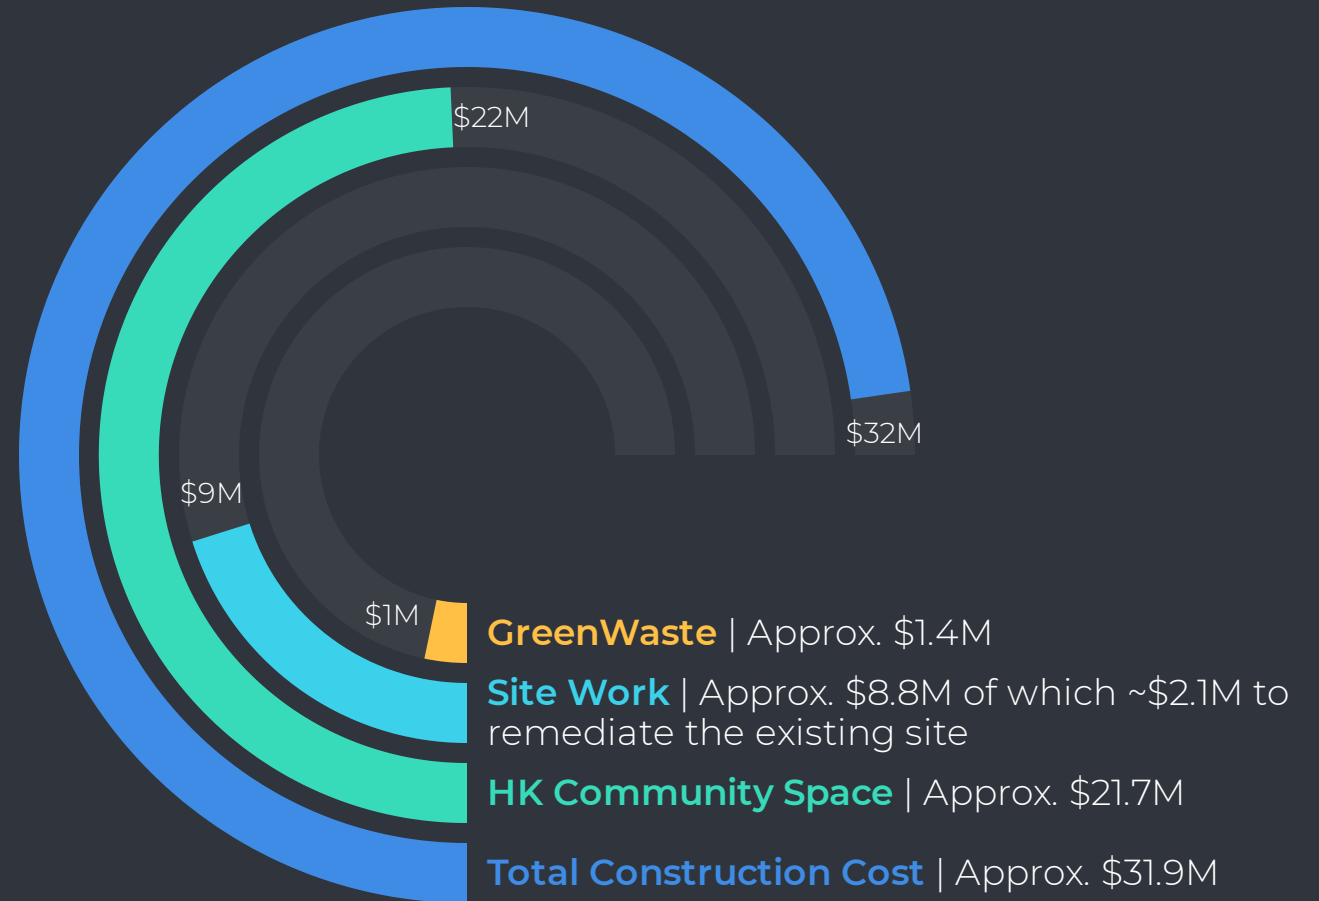 $22M
$32M
$9M
$1M
GreenWaste | Approx. $1.4M
Site Work | Approx. $8.8M of which ~$2.1M to
remediate the existing site
HK Community Space | Approx. $21.7M
Total Construction Cost | Approx. $31.9M